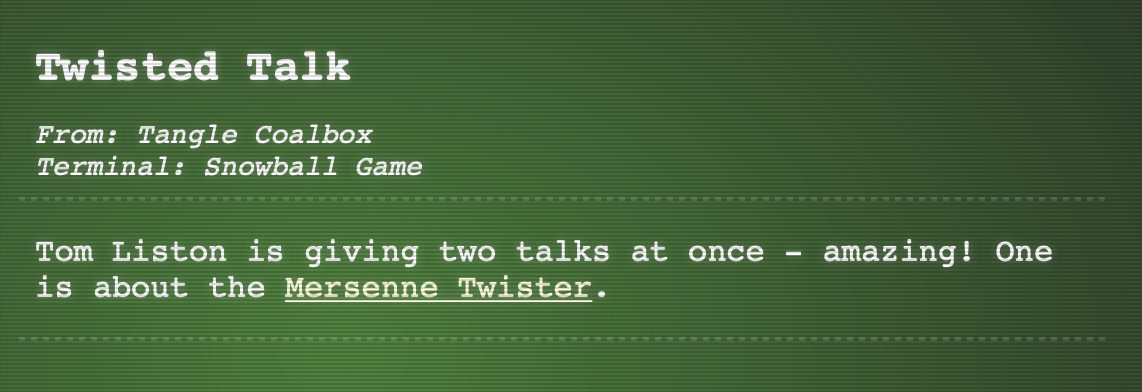 Twisted Talk
From: Tangle Coalbox
Terminal: Snowball Game
Tom Liston is giving two talks at once – amazing! One
is about the Mersenne Twister.